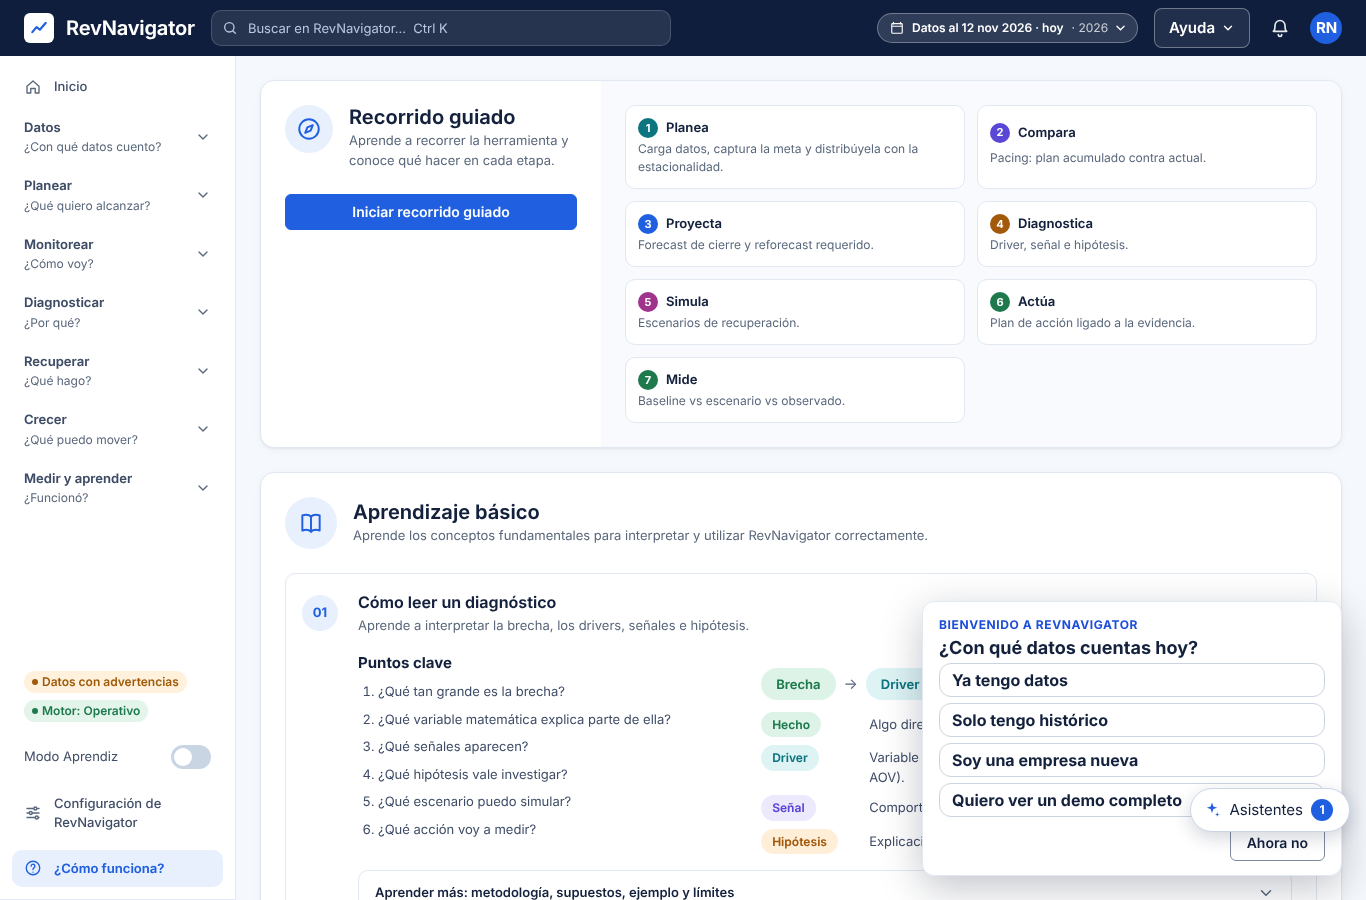 RevNavigator
Buscar en RevNavigator... Ctrl K
Datos al 12 nov 2026 · hoy · 2026
Ayuda
RN
Inicio
Datos
¿Con qué datos cuento?
Planear
¿Qué quiero alcanzar?
Monitorear
¿Cómo voy?
Diagnosticar
¿Por qué?
Recuperar
¿Qué hago?
Crecer
¿Qué puedo mover?
Medir y aprender
¿Funcionó?
Datos con advertencias
Motor: Operativo
Modo Aprendiz
Configuración de
RevNavigator
¿Cómo funciona?
Recorrido guiado
Aprende a recorrer la herramienta y
conoce qué hacer en cada etapa.
Iniciar recorrido guiado
1 Planea
Carga datos, captura la meta y distribúyela con la
estacionalidad.
2 Compara
Pacing: plan acumulado contra actual.
3 Proyecta
Forecast de cierre y reforecast requerido.
4 Diagnostica
Driver, señal e hipótesis.
5 Simula
Escenarios de recuperación.
6 Actúa
Plan de acción ligado a la evidencia.
7 Mide
Baseline vs escenario vs observado.
Aprendizaje básico
Aprende los conceptos fundamentales para interpretar y utilizar RevNavigator correctamente.
01
Cómo leer un diagnóstico
Aprende a interpretar la brecha, los drivers, señales e hipótesis.
Puntos clave
1. ¿Qué tan grande es la brecha?
2. ¿Qué variable matemática explica parte de ella?
3. ¿Qué señales aparecen?
4. ¿Qué hipótesis vale investigar?
5. ¿Qué escenario puedo simular?
6. ¿Qué acción voy a medir?
Brecha → Driver
Hecho Algo dire
Driver Variable
AOV).
Señal Comport
Hipótesis Explicaci
Aprender más: metodología, supuestos, ejemplo y límites
BIENVENIDO A REVNAVIGATOR
¿Con qué datos cuentas hoy?
Ya tengo datos
Solo tengo histórico
Soy una empresa nueva
Quiero ver un demo completo
Asistentes 1
Ahora no